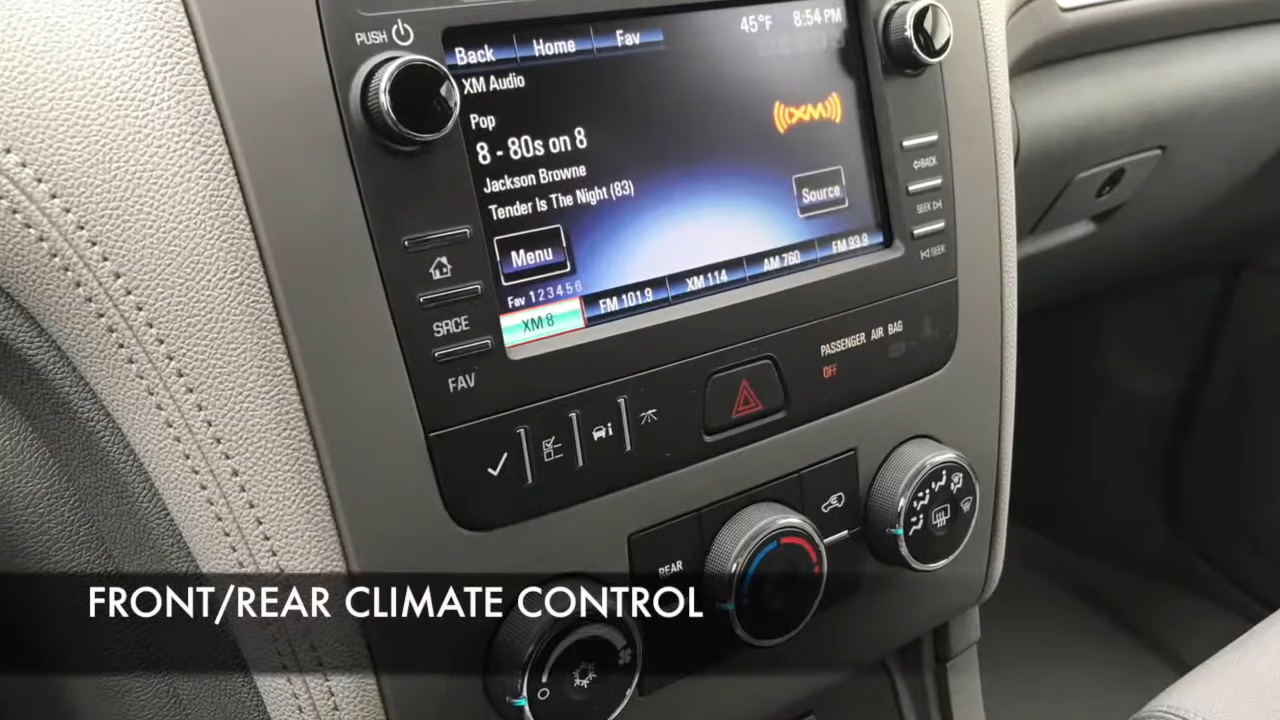 PUSH
Back Home Fav 45°F 8:54 PM
XM Audio
Pop
XM
8 - 80s on 8
Jackson Browne
Tender Is The Night (83)
Source
Menu
Fav 1 2 3 4 5 6
XM 8 FM 101.9 XM 114 AM 760 FM 93.9
BACK
SEEK
SEEK
SRCE
FAV
PASSENGER AIR BAG
OFF
REAR
FRONT/REAR CLIMATE CONTROL